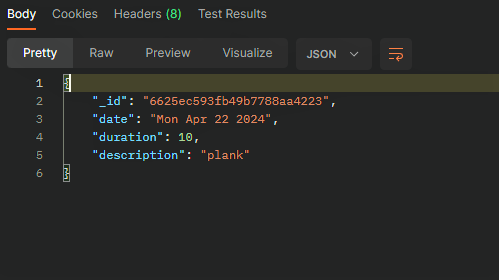 Body Cookies Headers (8) Test Results
Pretty Raw Preview Visualize JSON
1 {
2 "_id": "6625ec593fb49b7788aa4223",
3 "date": "Mon Apr 22 2024",
4 "duration": 10,
5 "description": "plank"
6 }